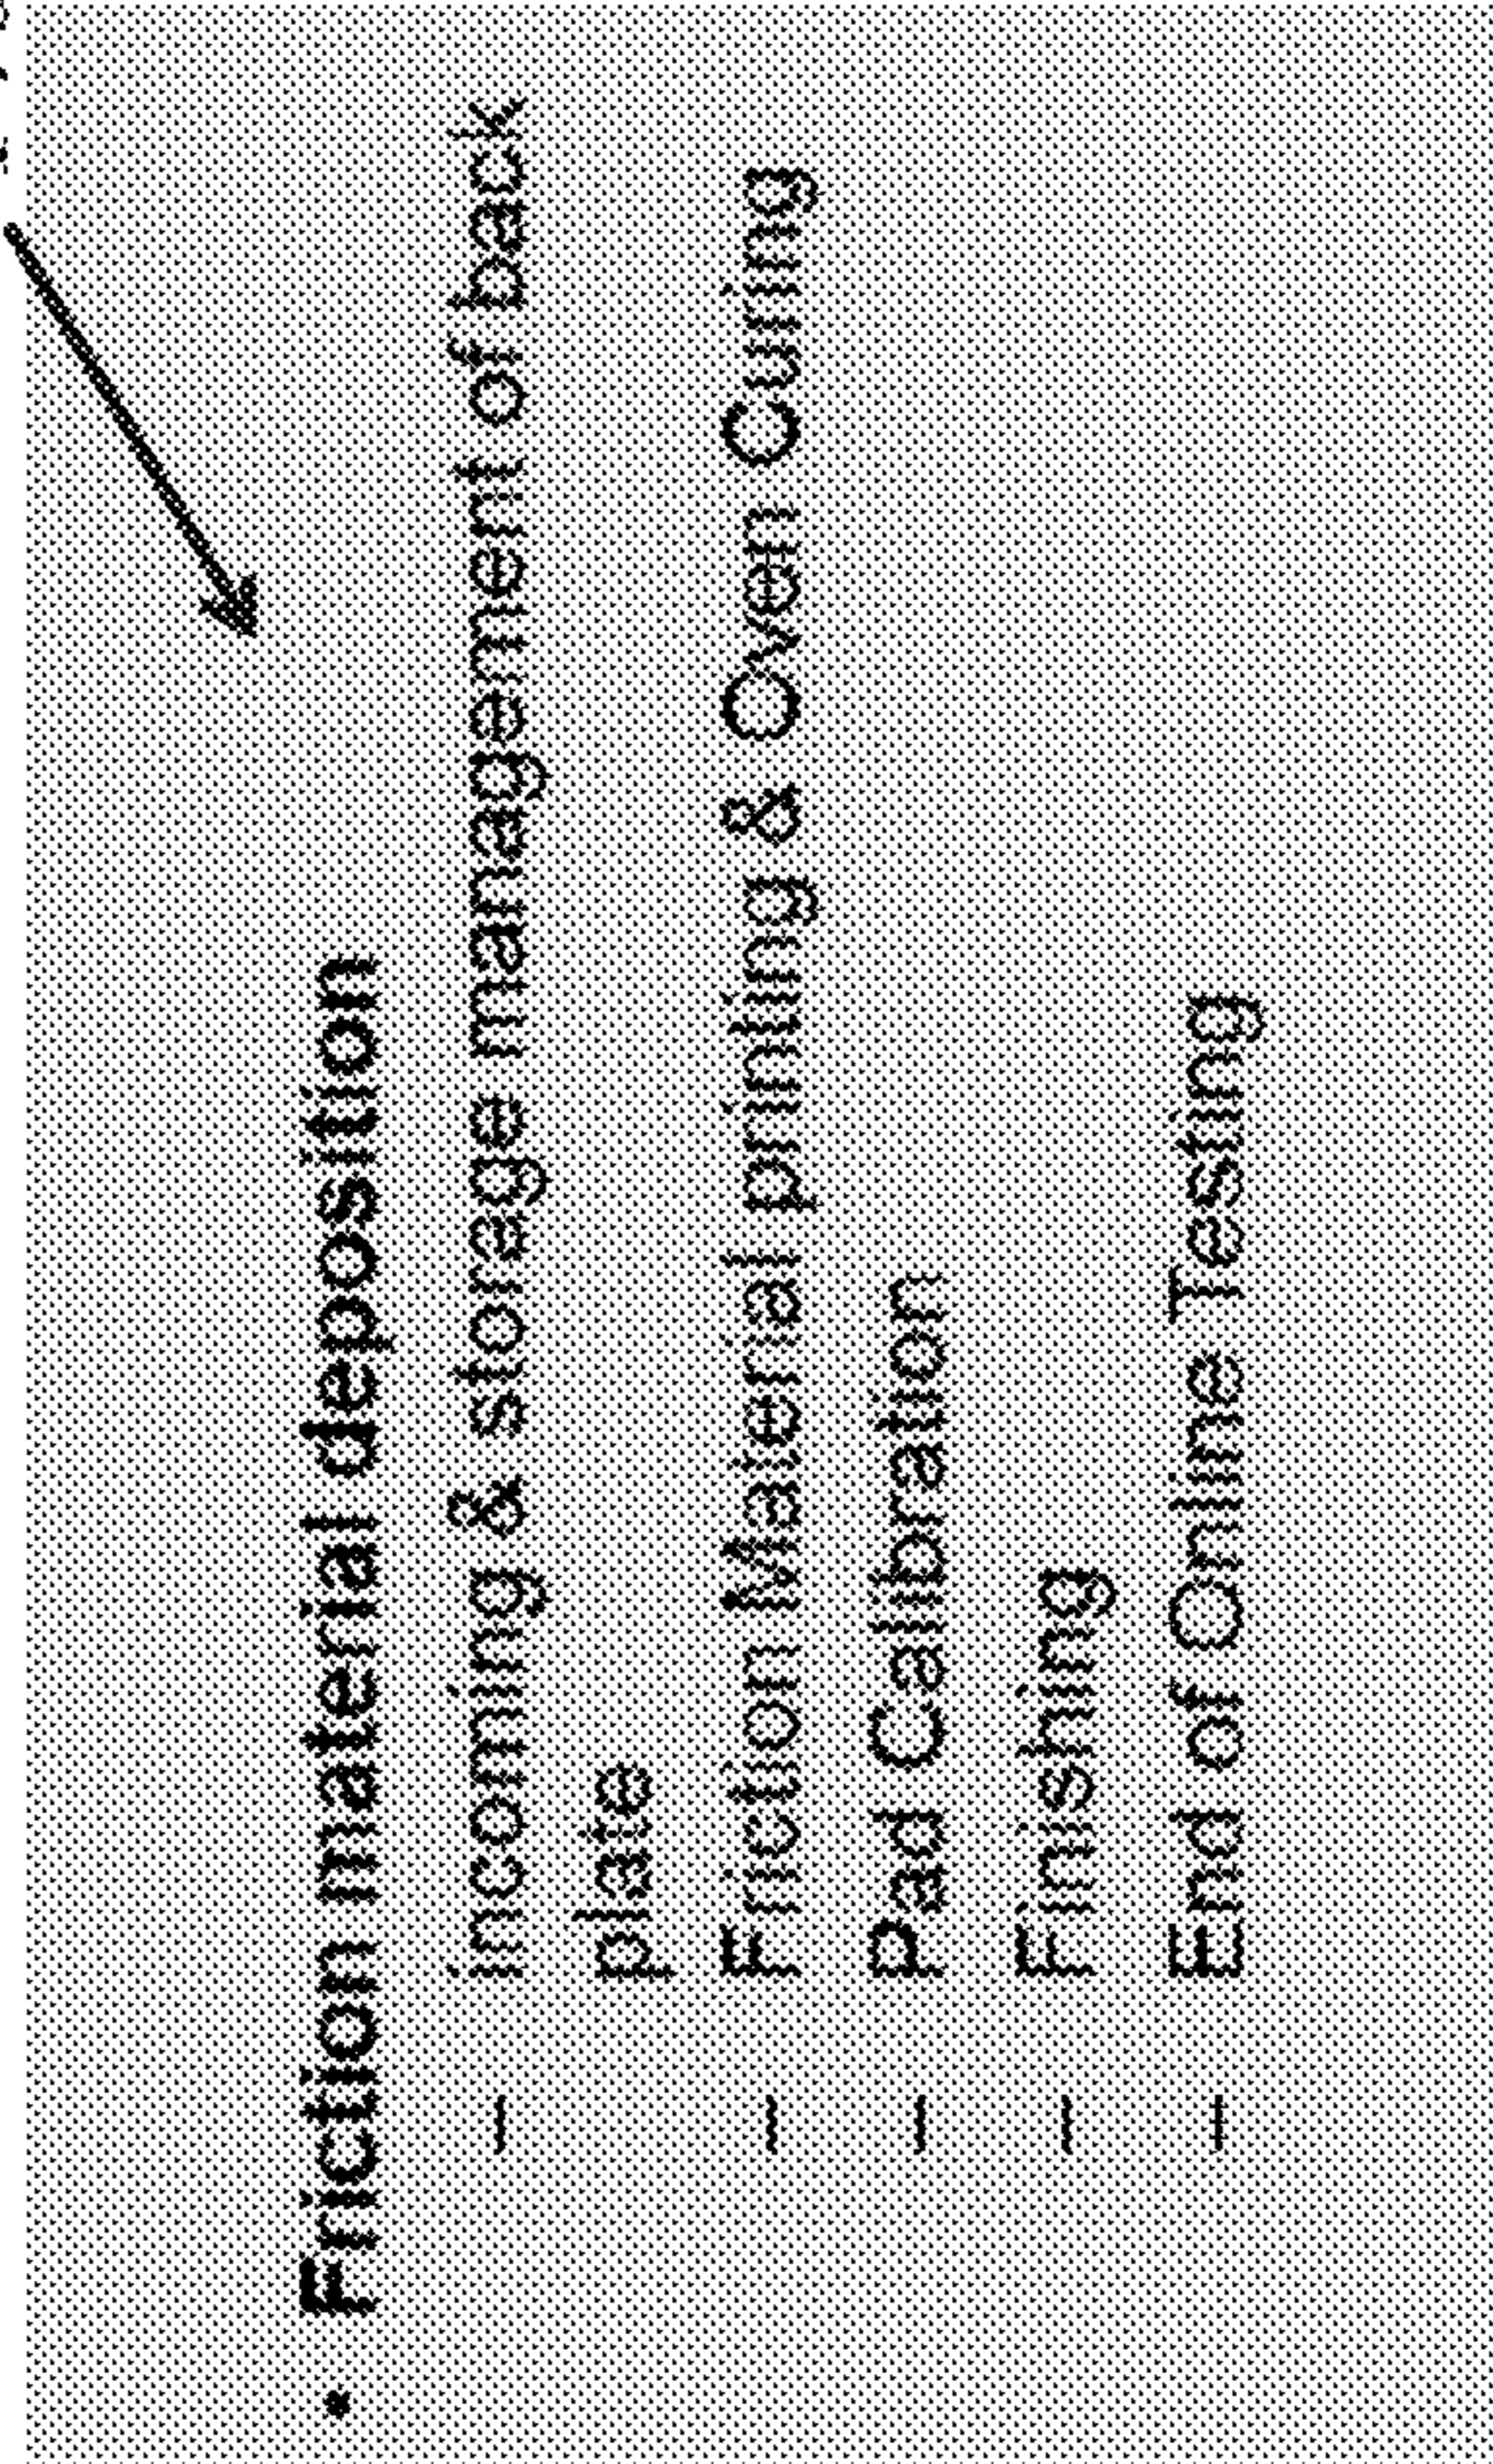 • Friction material deposition
– incoming & storage management of back
plate
– Friction Material printing & Oven Curing
– Pad Calibration
– Finishing
– End of Online Testing